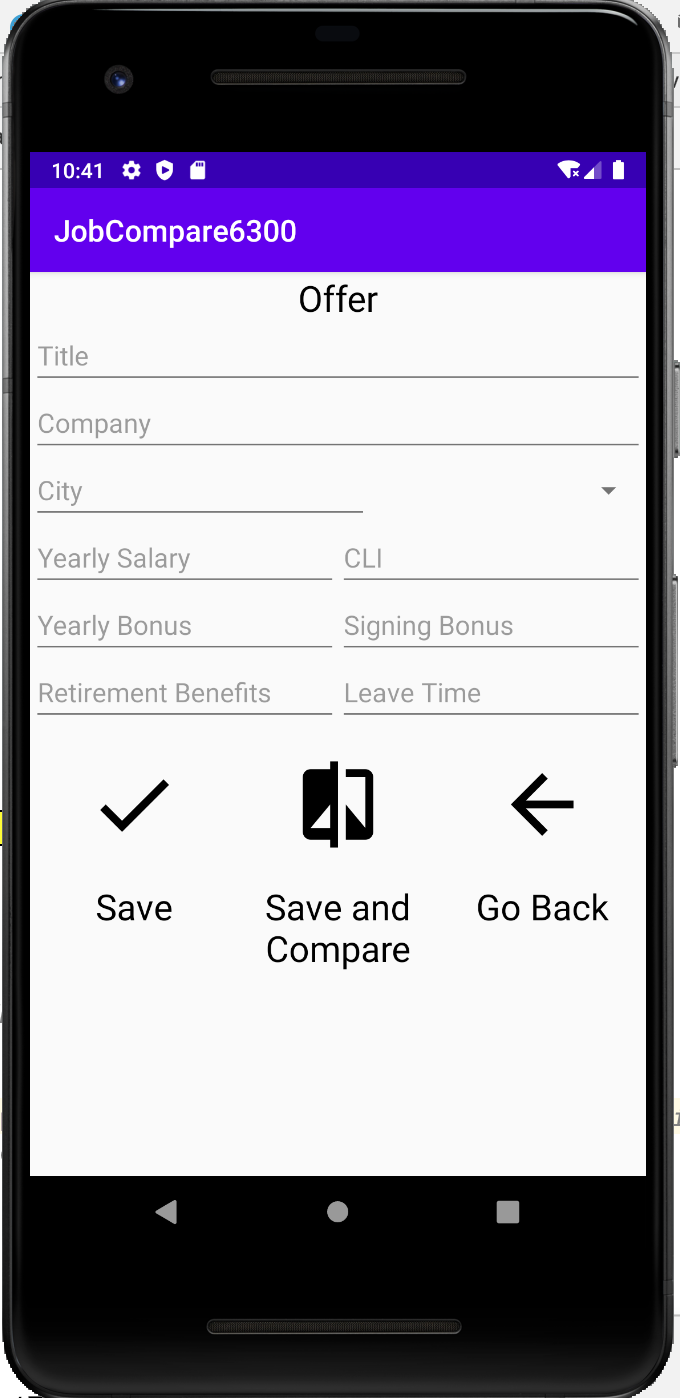 10:41
JobCompare6300
Offer
Title
Company
City
Yearly Salary
CLI
Yearly Bonus
Signing Bonus
Retirement Benefits
Leave Time
Save
Save and
Compare
Go Back